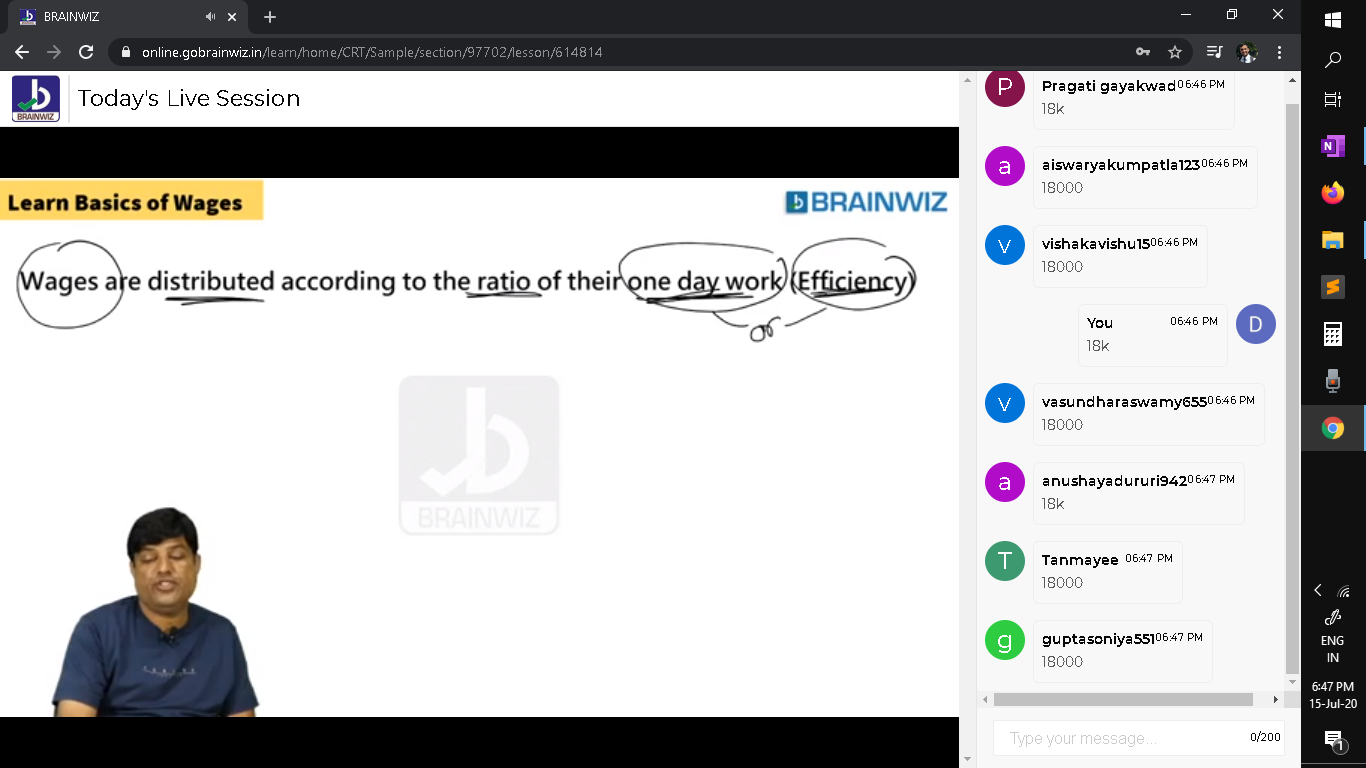 BRAINWIZ
online.gobrainwiz.in/learn/home/CRT/Sample/section/97702/lesson/614814
BRAINWIZ
Today's Live Session
Learn Basics of Wages
BRAINWIZ
Wages are distributed according to the ratio of their one day work (Efficiency)
or
BRAINWIZ
P
Pragati gayakwad 06:46 PM
18k
a
aiswaryakumpatla123 06:46 PM
18000
v
vishakavishu15 06:46 PM
18000
You 06:46 PM
D
18k
v
vasundharaswamy655 06:46 PM
18000
a
anushayadururi942 06:47 PM
18k
T
Tanmayee 06:47 PM
18000
g
guptasoniya551 06:47 PM
18000
Type your message... 0/200
N
S
ENG
IN
6:47 PM
15-Jul-20
1